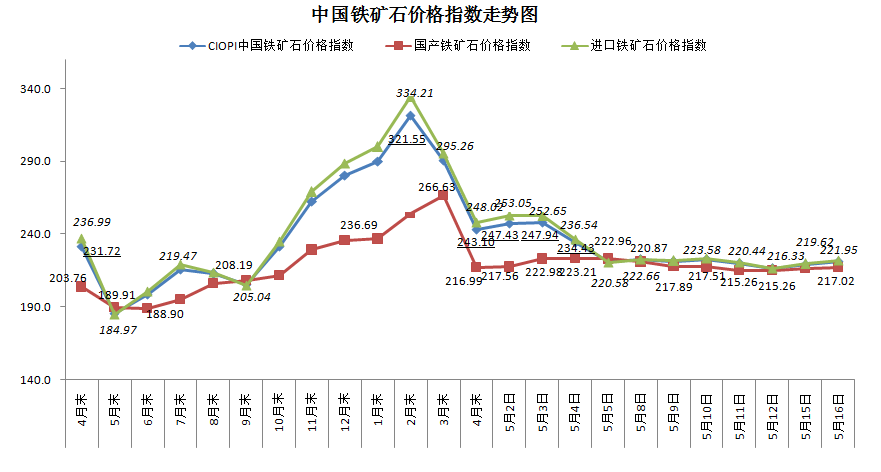 中国铁矿石价格指数走势图
CIOPI中国铁矿石价格指数 国产铁矿石价格指数 进口铁矿石价格指数
340.0
290.0
240.0
190.0
140.0
236.99
231.72
203.76
189.91
184.97
188.90
219.47
208.19
205.04
236.69
334.21
321.55
295.26
266.63
248.02
243.10
216.99
253.05
247.43
217.56
252.65
247.94
222.98
236.54
234.43
223.21
222.96
220.58
220.87
222.66
217.89
223.58
217.51
220.44
215.26
216.33
215.26
219.62
221.95
217.02
4月末
5月末
6月末
7月末
8月末
9月末
10月末
11月末
12月末
1月末
2月末
3月末
4月末
5月2日
5月3日
5月4日
5月5日
5月8日
5月9日
5月10日
5月11日
5月12日
5月15日
5月16日